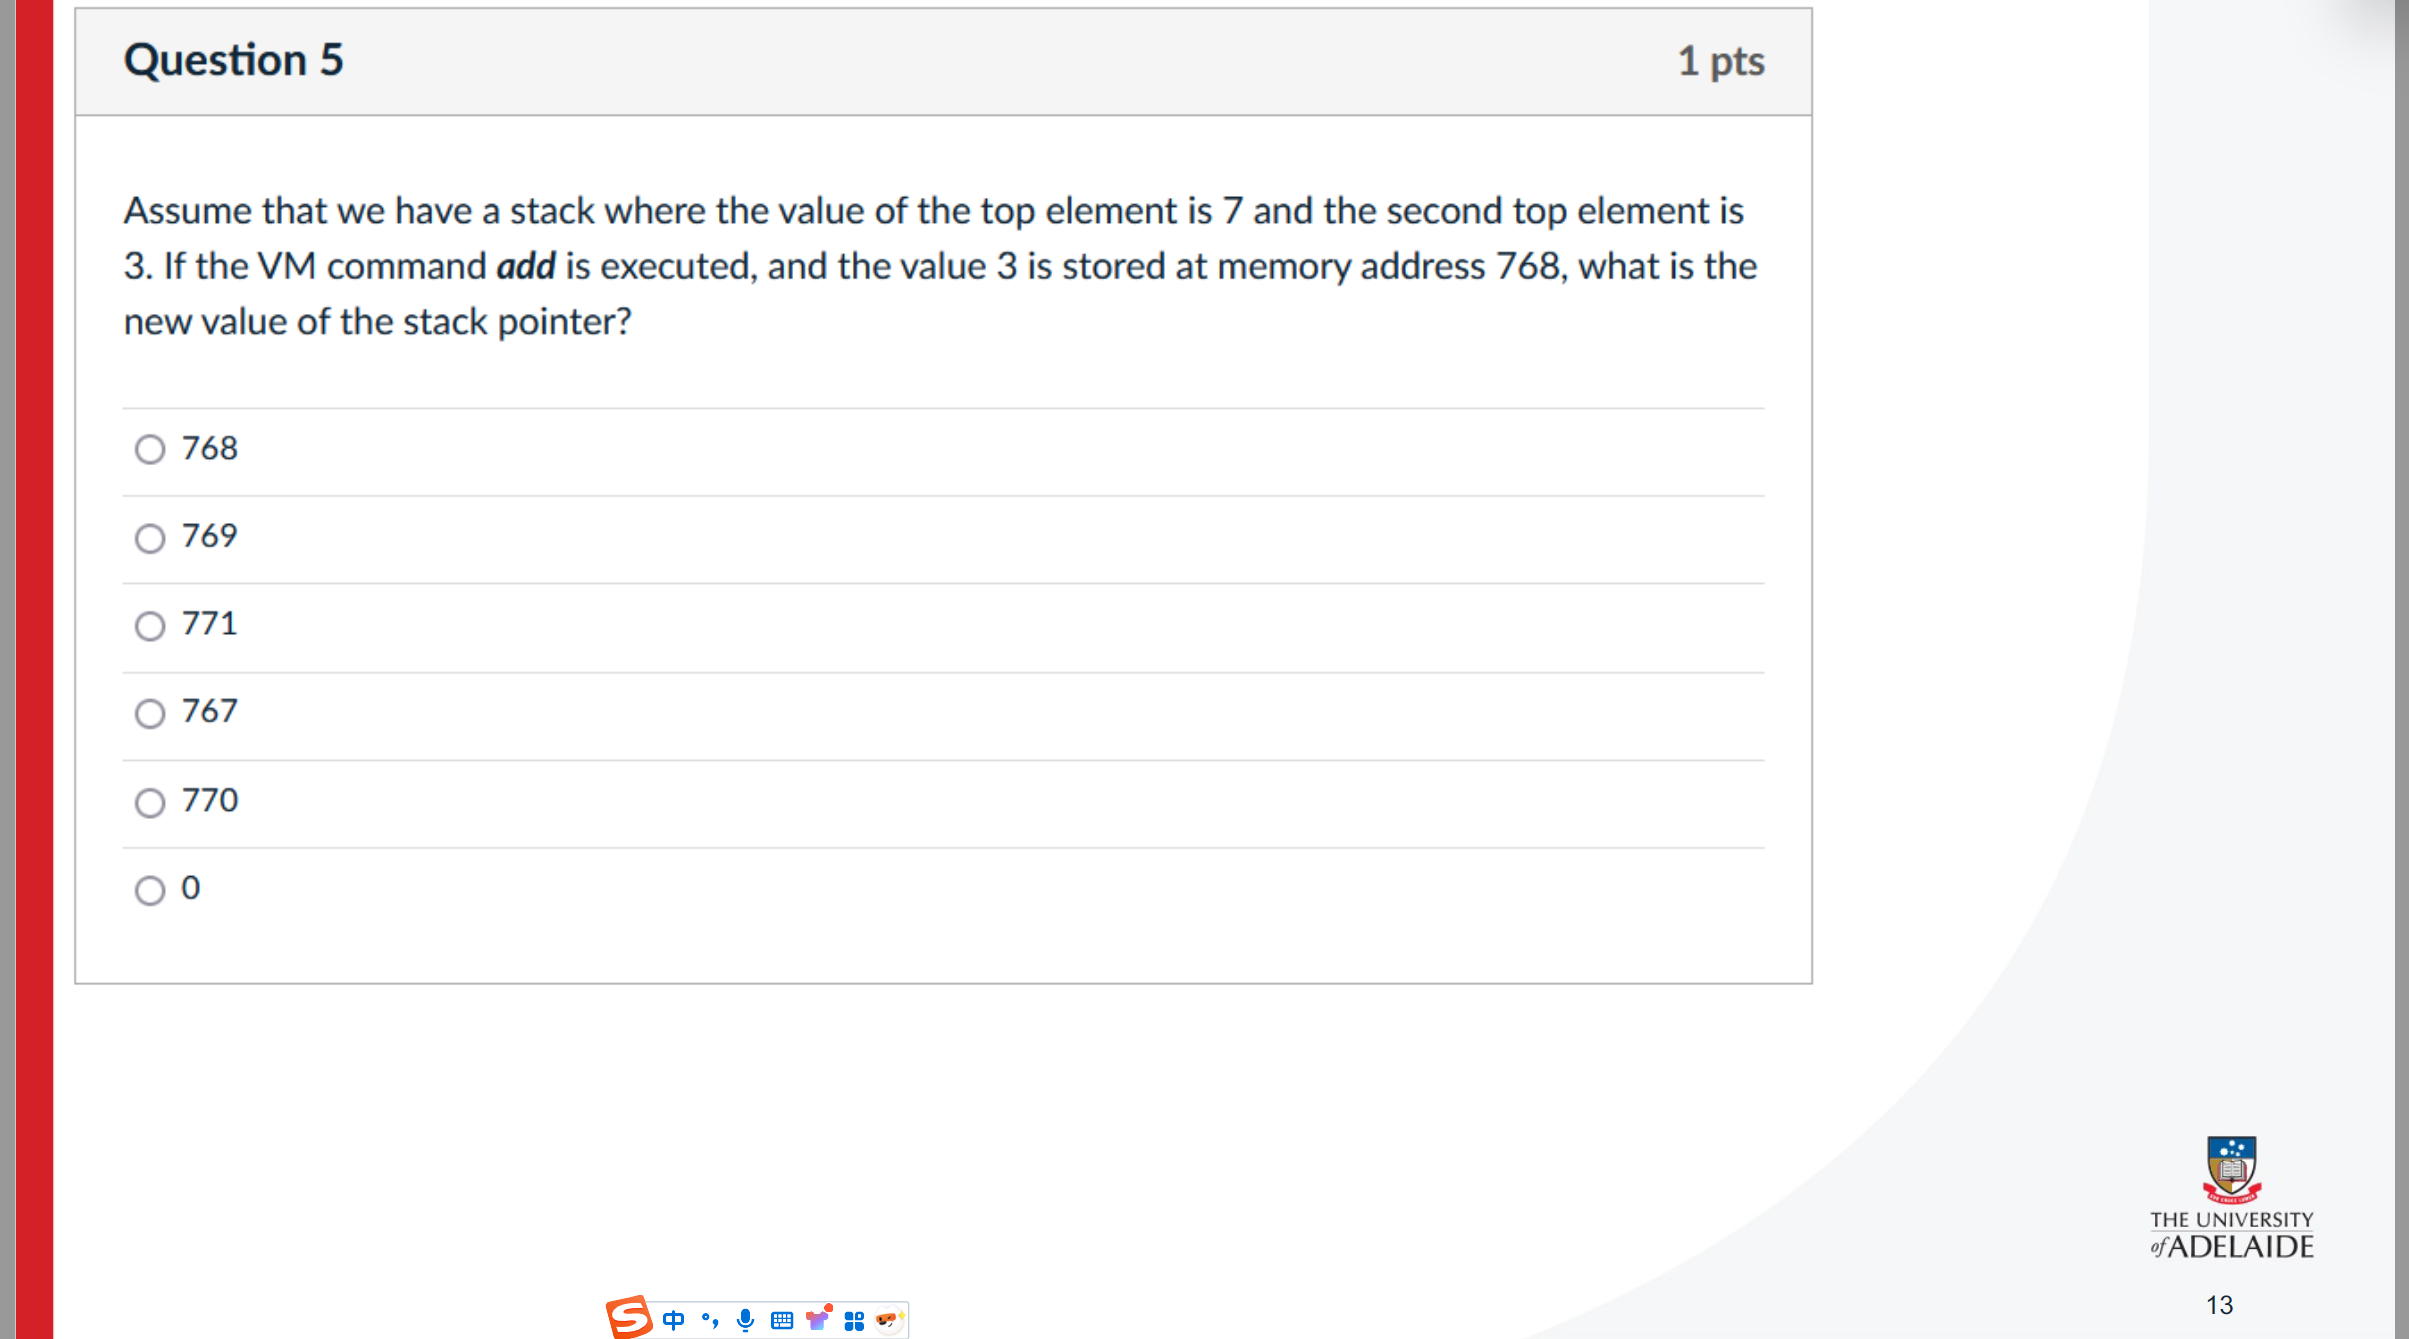 Question 5
1 pts
Assume that we have a stack where the value of the top element is 7 and the second top element is
3. If the VM command add is executed, and the value 3 is stored at memory address 768, what is the
new value of the stack pointer?
768
769
771
767
770
0
THE UNIVERSITY
of ADELAIDE
13
S 中 °,